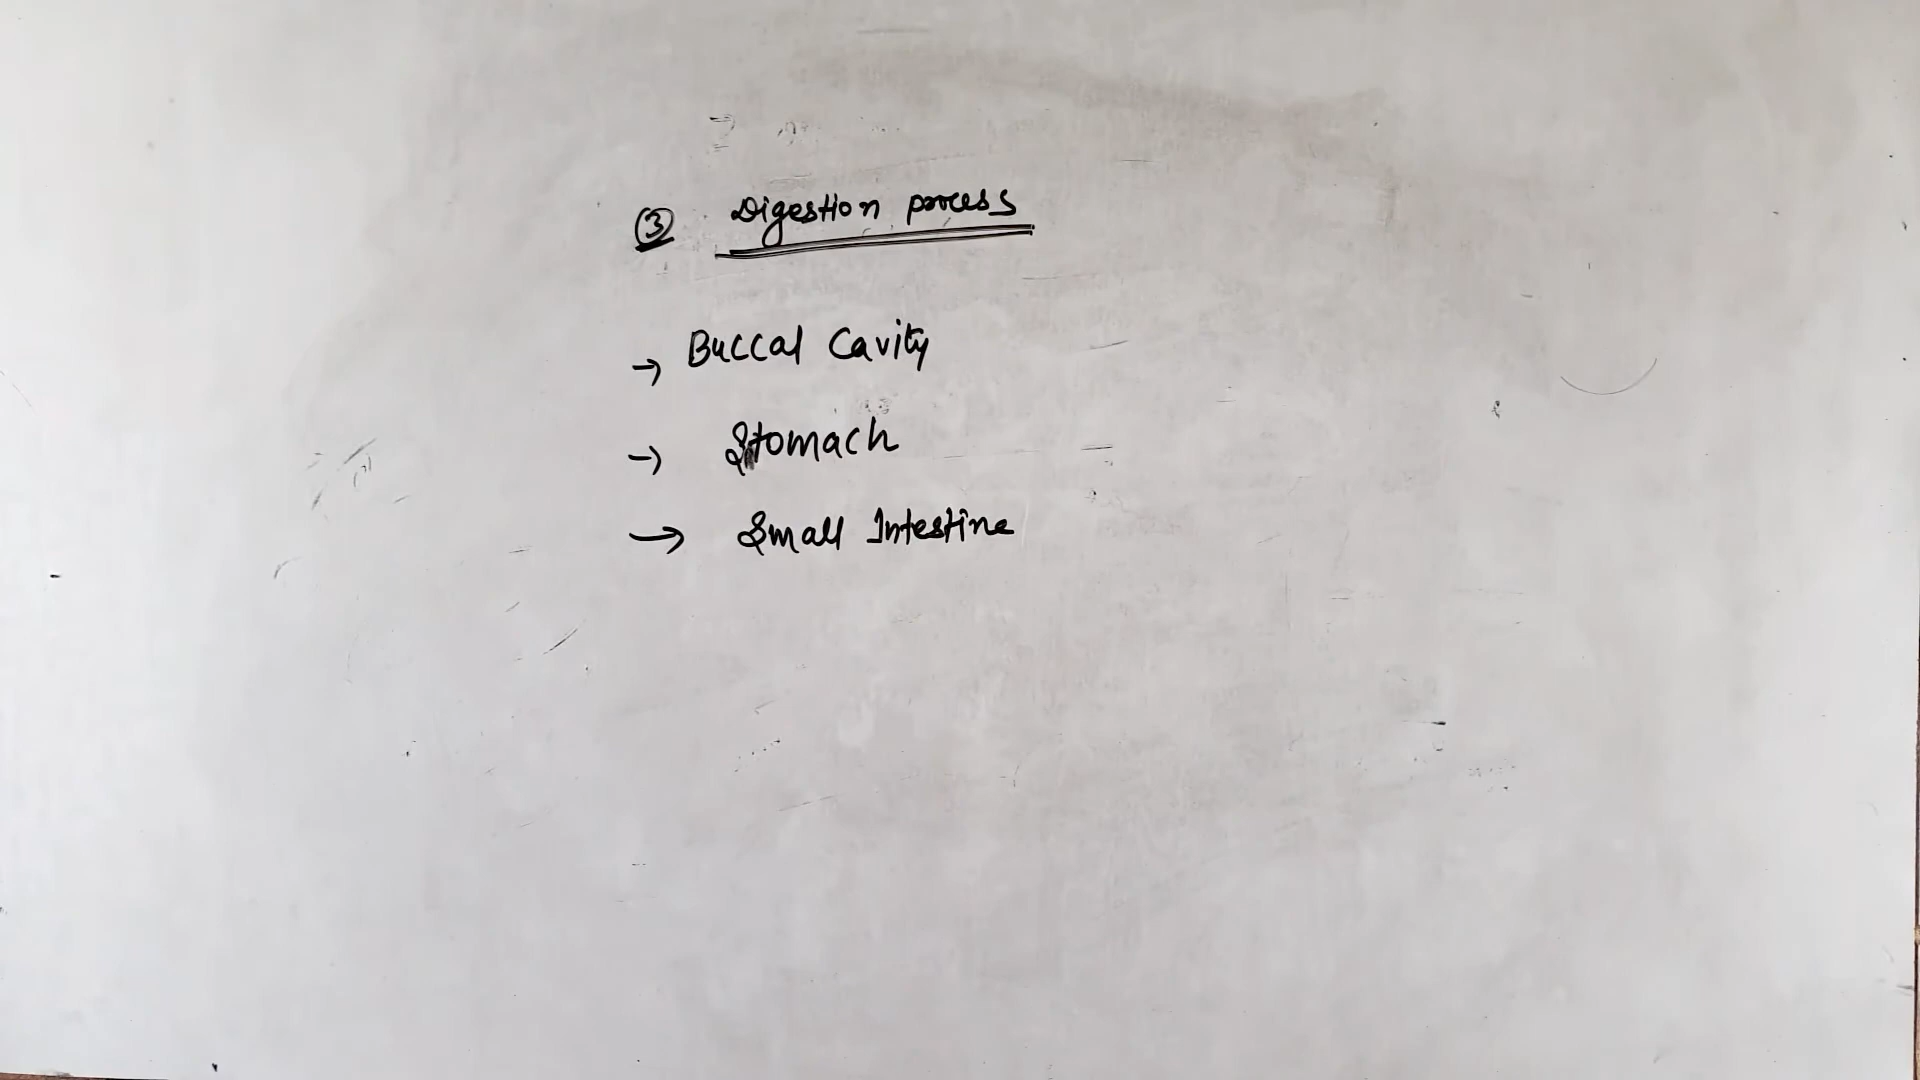 ③ Digestion process
→ Buccal Cavity
→ Stomach
→ Small Intestine